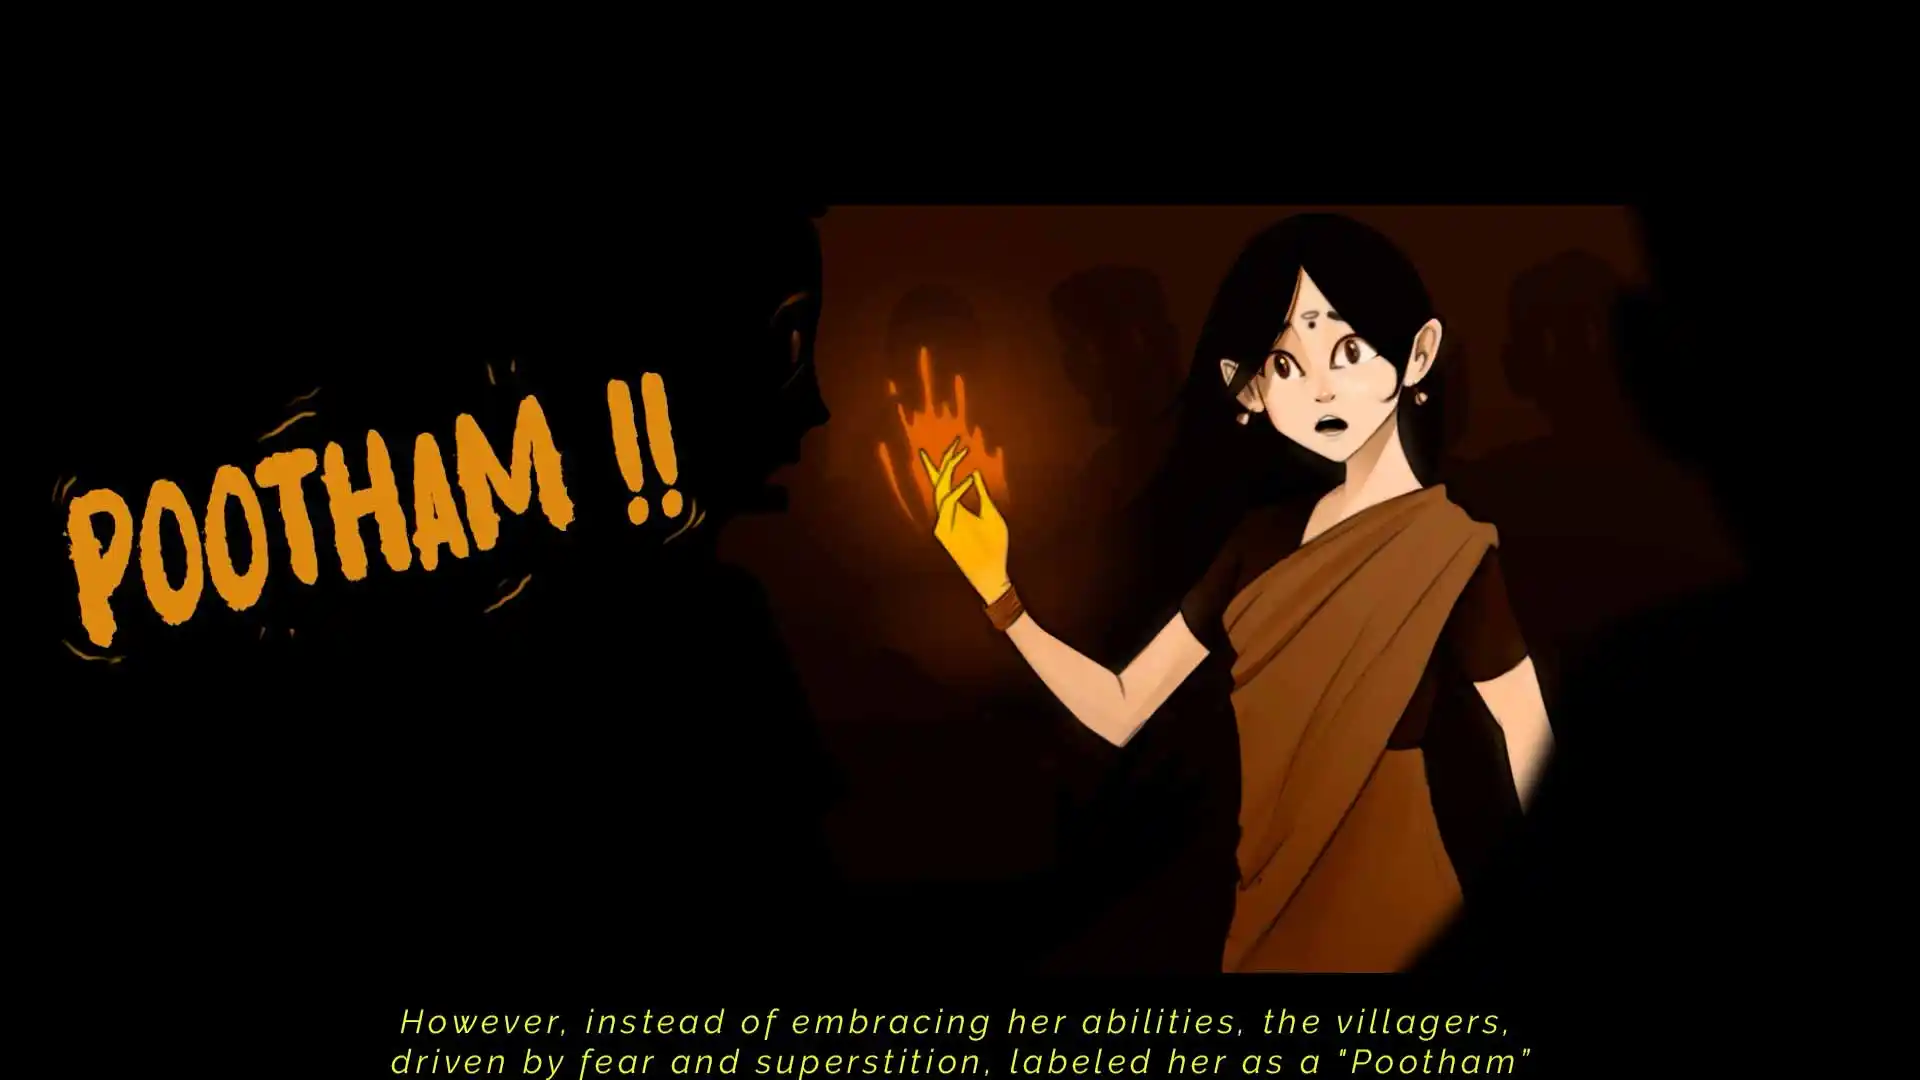 POOTHAM !!
However, instead of embracing her abilities, the villagers,
driven by fear and superstition, labeled her as a "Pootham”